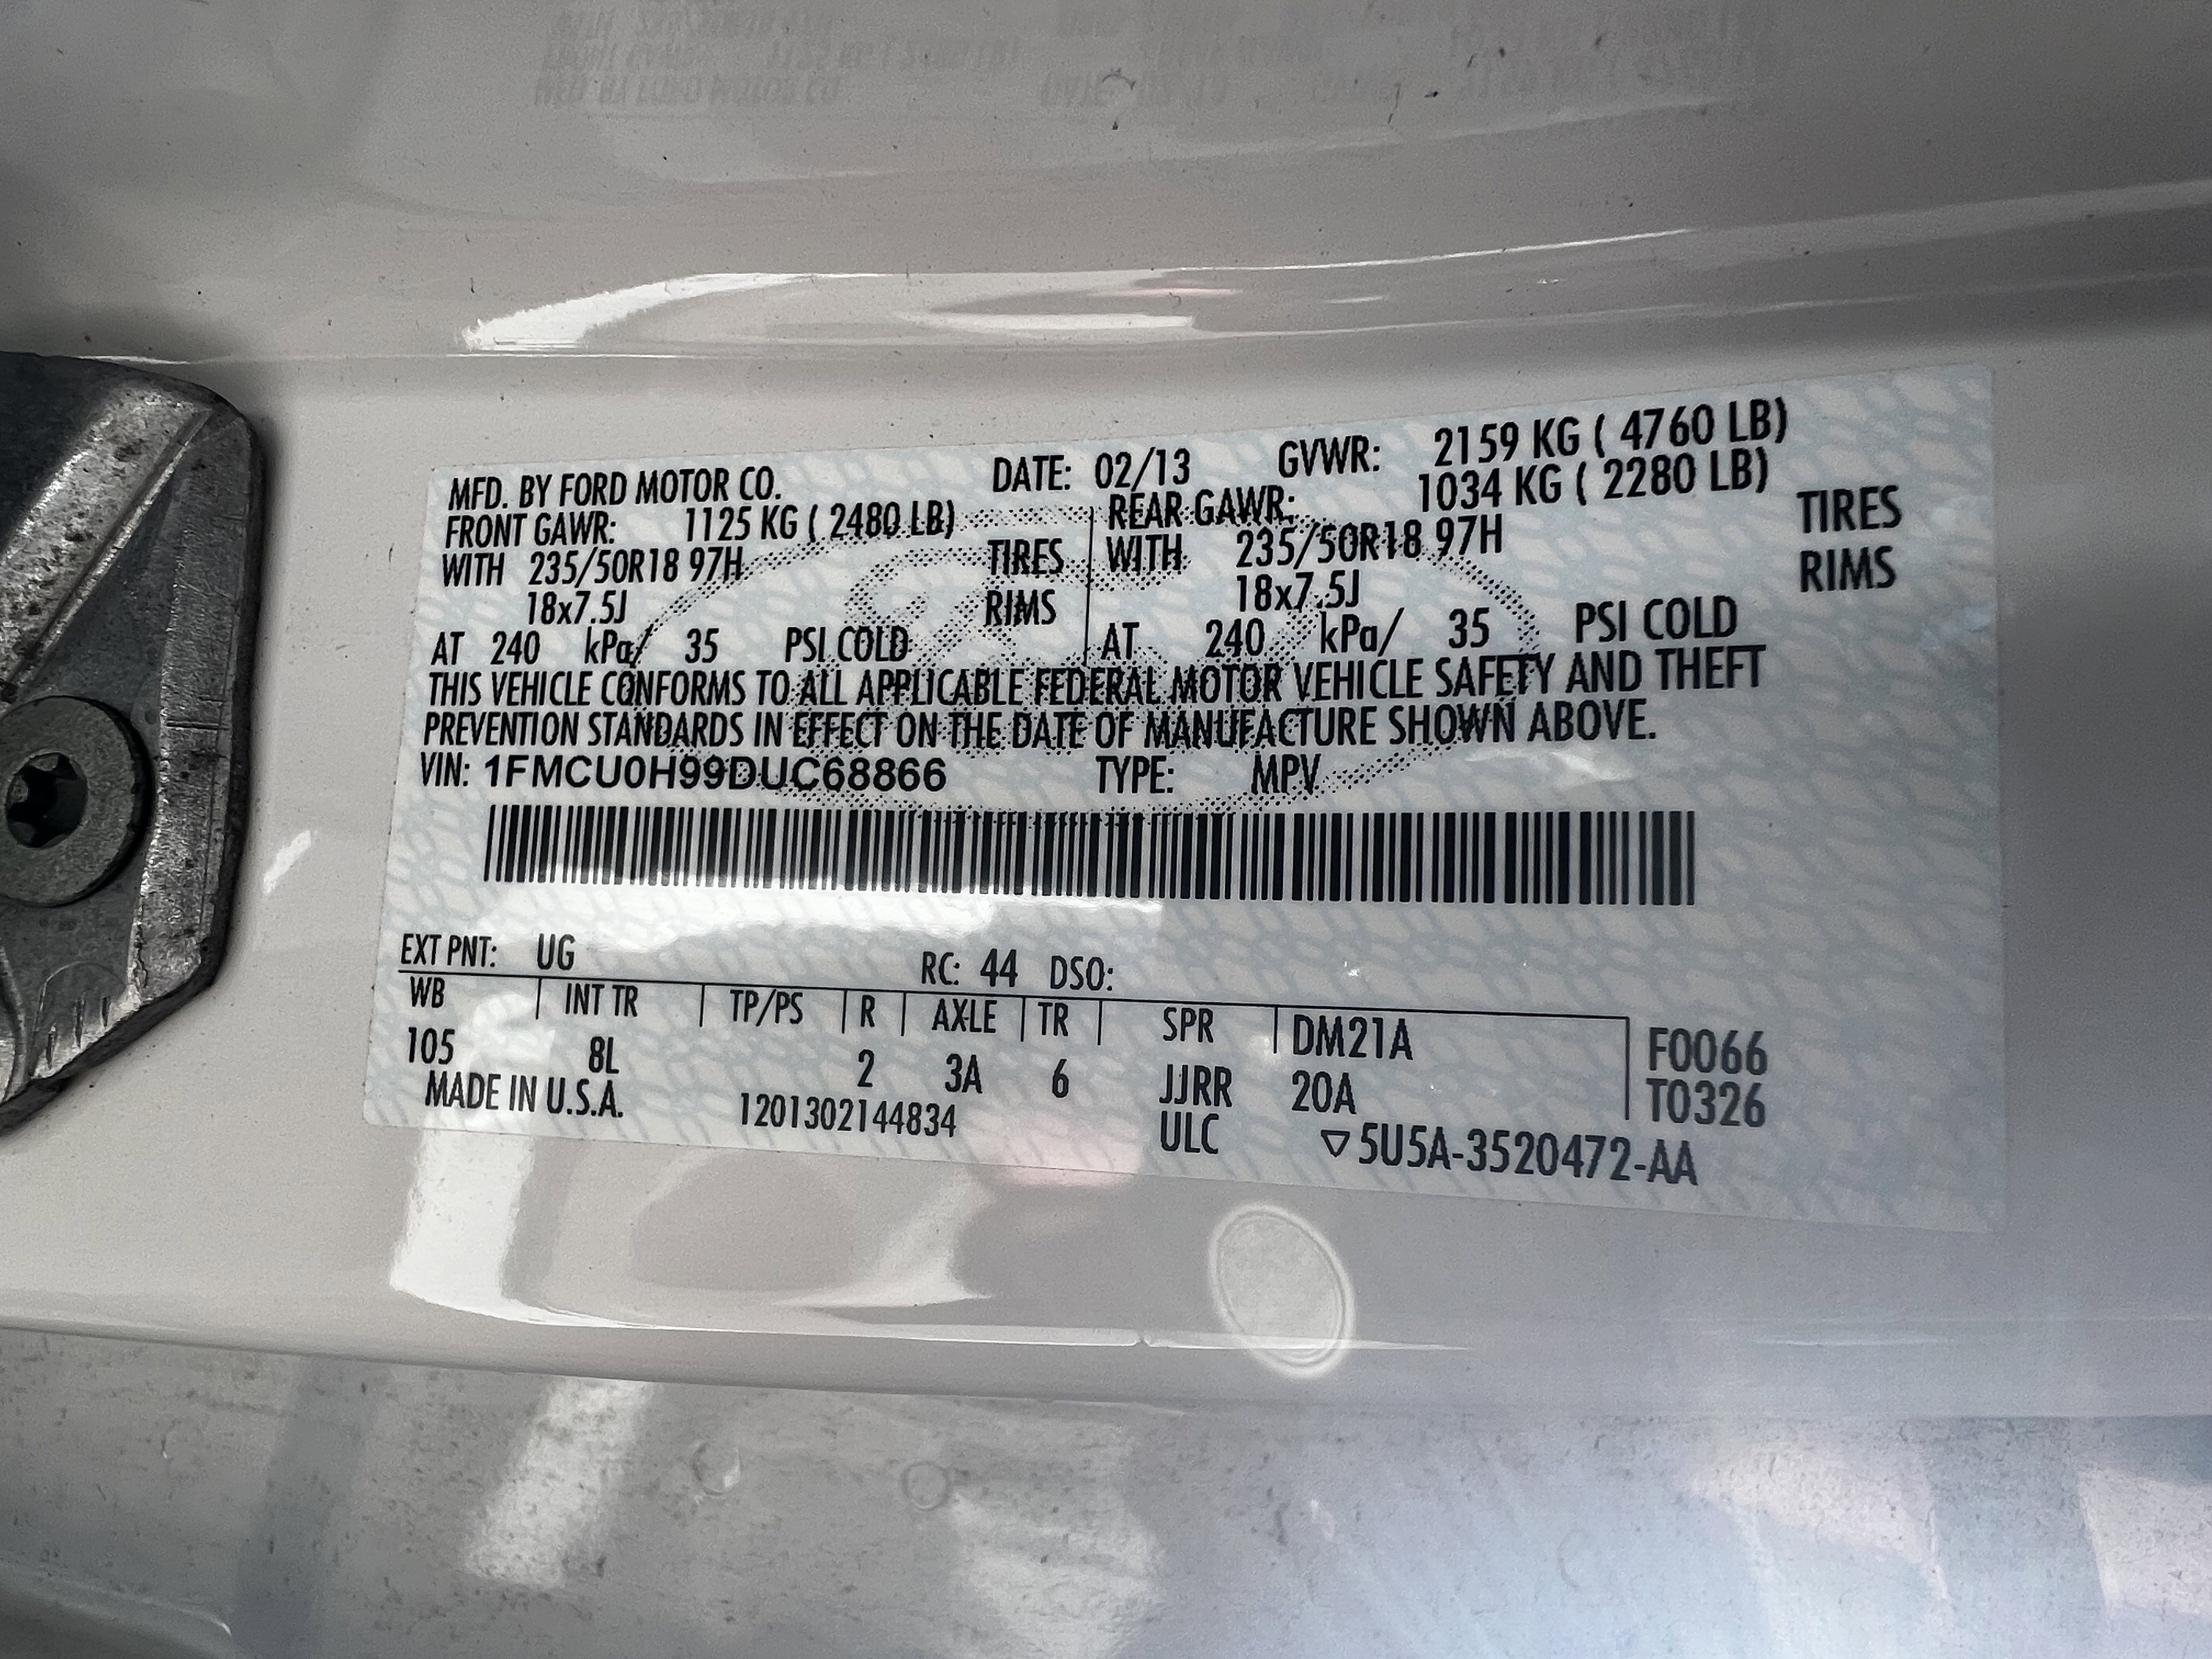 MFD. BY FORD MOTOR CO. DATE: 02/13 GVWR: 2159 KG ( 4760 LB)
FRONT GAWR: 1125 KG ( 2480 LB) REAR GAWR: 1034 KG ( 2280 LB)
WITH 235/50R18 97H TIRES WITH 235/50R18 97H TIRES
18x7.5J RIMS 18x7.5J RIMS
AT 240 kPa/ 35 PSI COLD AT 240 kPa/ 35 PSI COLD
THIS VEHICLE CONFORMS TO ALL APPLICABLE FEDERAL MOTOR VEHICLE SAFETY AND THEFT
PREVENTION STANDARDS IN EFFECT ON THE DATE OF MANUFACTURE SHOWN ABOVE.
VIN: 1FMCU0H99DUC68866 TYPE: MPV
EXT PNT: UG RC: 44 DSO:
WB INT TR TP/PS R AXLE TR SPR DM21A F0066
105 8L 2 3A 6 JJRR 20A T0326
MADE IN U.S.A. 1201302144834 ULC ▽5U5A-3520472-AA